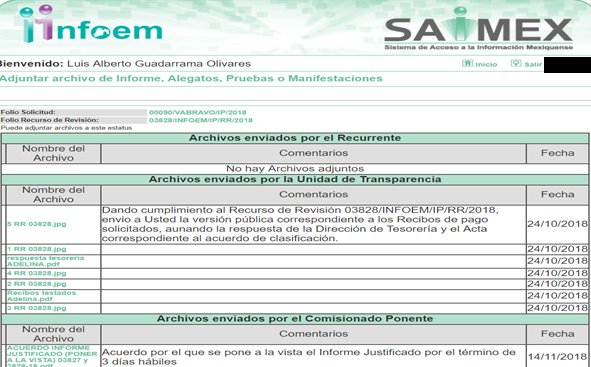 infoem
SAIMEX
Sistema de Acceso a la Información Mexiquense
Bienvenido: Luis Alberto Guadarrama Olivares
Inicio Salir
Adjuntar archivo de Informe, Alegatos, Pruebas o Manifestaciones
Folio Solicitud: 00090/VABRAVO/IP/2018
Folio Recurso de Revisión: 03828/INFOEM/IP/RR/2018
Puede adjuntar archivos a este estatus
Archivos enviados por el Recurrente
Nombre del
Archivo
Comentarios
Fecha
No hay Archivos adjuntos
Archivos enviados por la Unidad de Transparencia
Nombre del
Archivo
Comentarios
Fecha
5 RR 03828.jpg
Dando cumplimiento al Recurso de Revisión 03828/INFOEM/IP/RR/2018,
envio a Usted la versión pública correspondiente a los Recibos de pago
solicitados, aunando la respuesta de la Dirección de Tesorería y el Acta
correspondiente al acuerdo de clasificación.
24/10/2018
1 RR 03828.jpg 24/10/2018
respuesta tesoreria
ADELINA.pdf
24/10/2018
4 RR 03828.jpg 24/10/2018
2 RR 03828.jpg 24/10/2018
Recibos testados
Adelina.pdf
24/10/2018
3 RR 03828.jpg 24/10/2018
Archivos enviados por el Comisionado Ponente
Nombre del
Archivo
Comentarios
Fecha
ACUERDO INFORME
JUSTIFICADO (PONER
A LA VISTA) 03827 y
3828-18.pdf
Acuerdo por el que se pone a la vista el Informe Justificado por el término de
3 días hábiles
14/11/2018